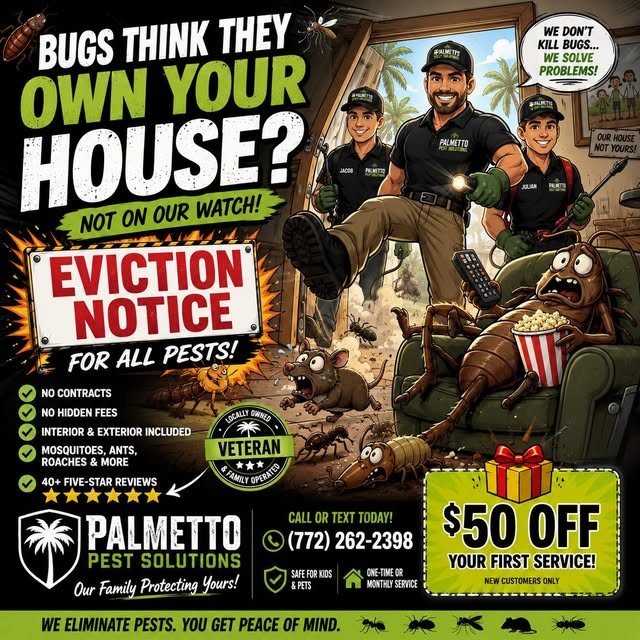 BUGS THINK THEY
OWN YOUR
HOUSE?
NOT ON OUR WATCH!
WE DON'T
KILL BUGS...
WE SOLVE
PROBLEMS!
OUR HOUSE
NOT YOURS!
PALMETTO
PEST SOLUTIONS
JACOB
PALMETTO
PALMETTO
PEST SOLUTIONS
JULIAN
PALMETTO
EVICTION
NOTICE
FOR ALL PESTS!
NO CONTRACTS
NO HIDDEN FEES
INTERIOR & EXTERIOR INCLUDED
MOSQUITOES, ANTS,
ROACHES & MORE
40+ FIVE-STAR REVIEWS
LOCALLY OWNED
VETERAN
& FAMILY OPERATED
PALMETTO
PEST SOLUTIONS
Our Family Protecting Yours!
CALL OR TEXT TODAY!
(772) 262-2398
SAFE FOR KIDS
& PETS
ONE-TIME OR
MONTHLY SERVICE
$50 OFF
YOUR FIRST SERVICE!
NEW CUSTOMERS ONLY
WE ELIMINATE PESTS. YOU GET PEACE OF MIND.